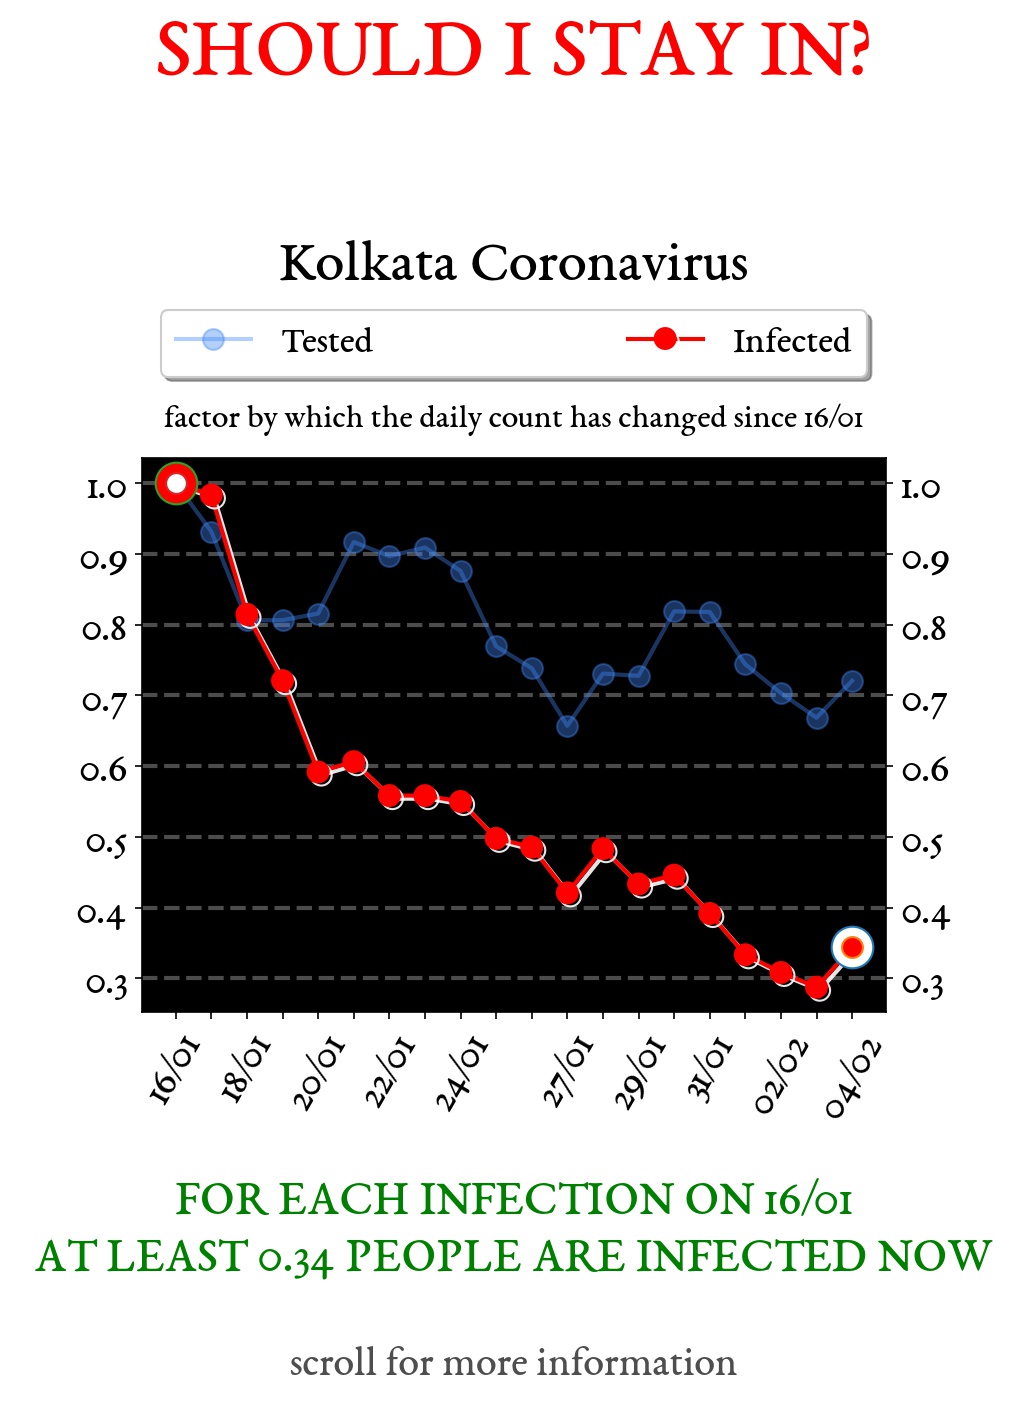 SHOULD I STAY IN?
Kolkata Coronavirus
Tested Infected
factor by which the daily count has changed since 16/01
1.0 1.0
0.9 0.9
0.8 0.8
0.7 0.7
0.6 0.6
0.5 0.5
0.4 0.4
0.3 0.3
16/01 18/01 20/01 22/01 24/01 27/01 29/01 31/01 02/02 04/02
FOR EACH INFECTION ON 16/01
AT LEAST 0.34 PEOPLE ARE INFECTED NOW
scroll for more information